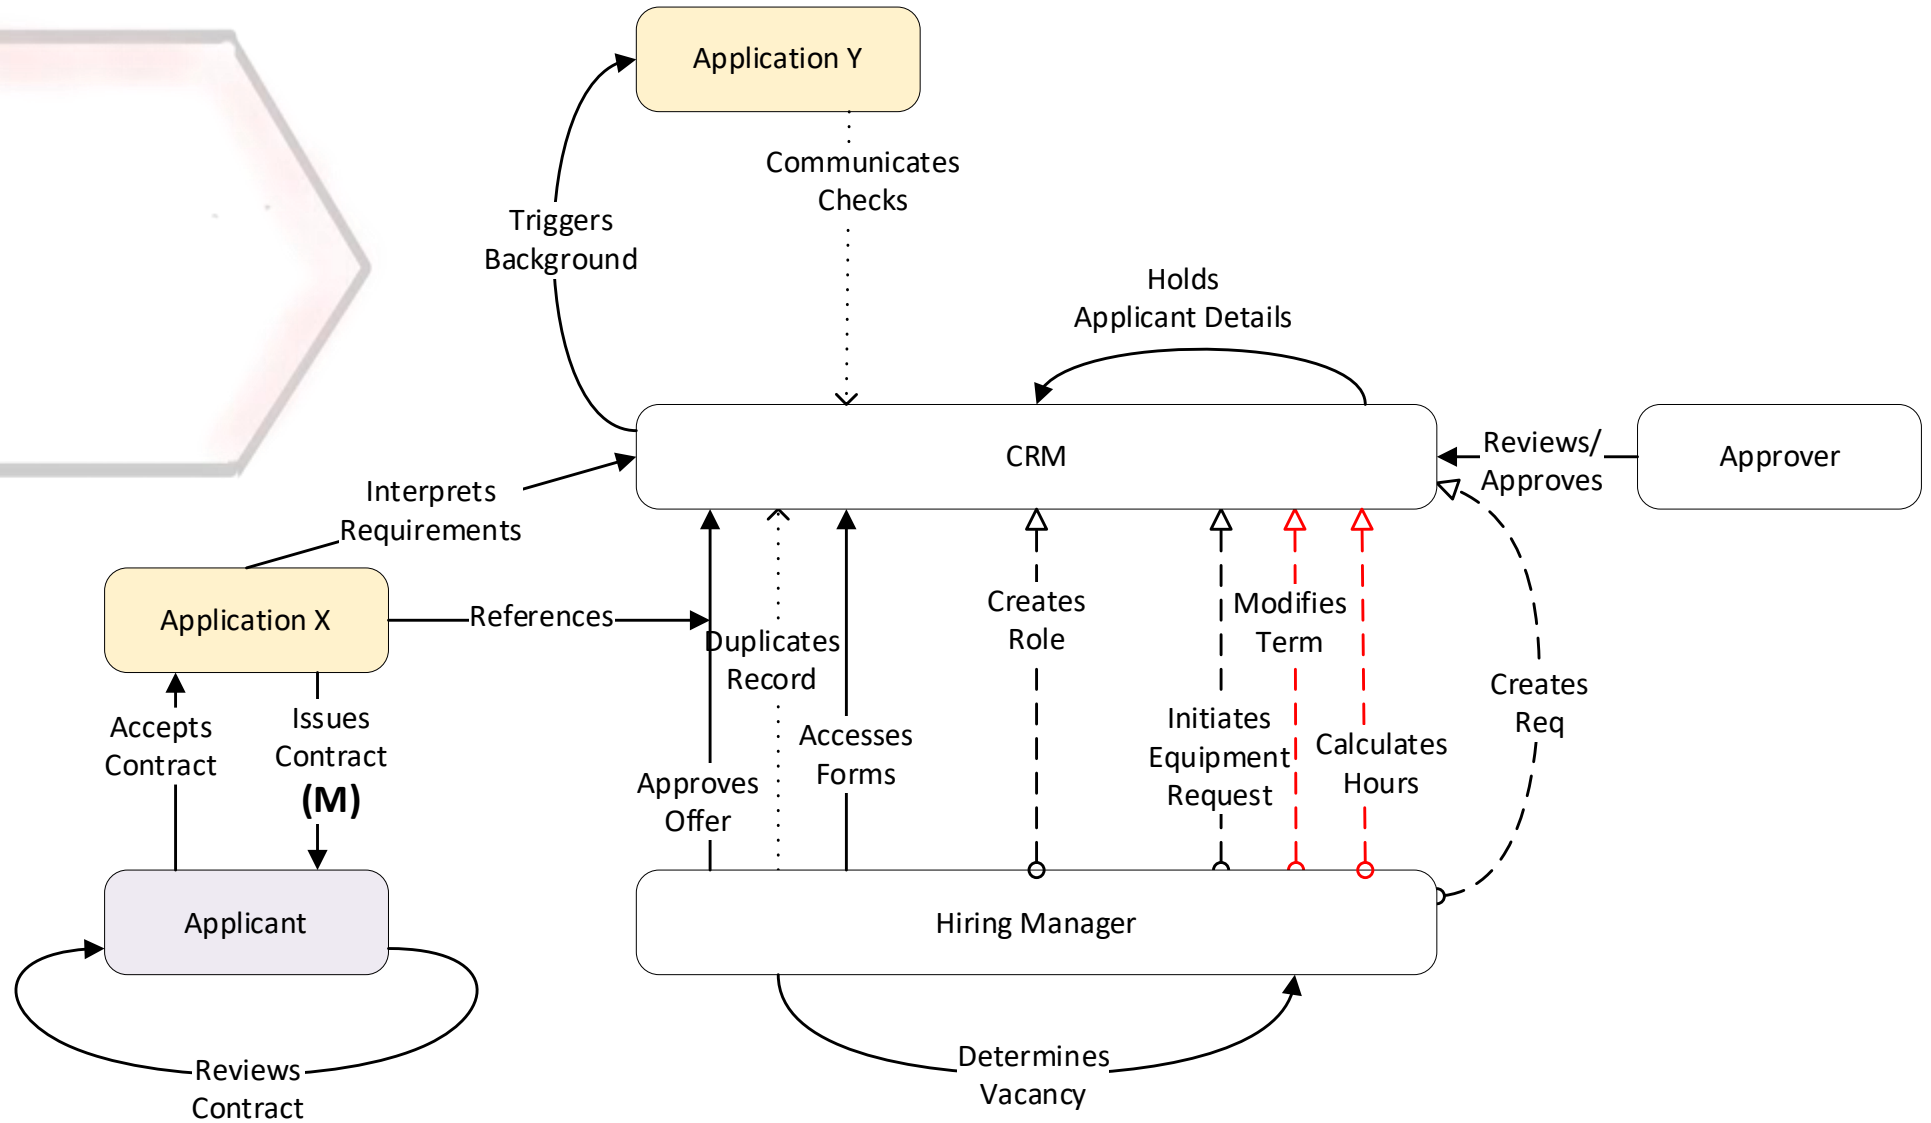 Application Y
Communicates
Checks
Triggers
Background
Holds
Applicant Details
CRM
Reviews/
Approves
Approver
Interprets
Requirements
Application X
References
Duplicates
Record
Creates
Role
Modifies
Term
Creates
Req
Accepts
Contract
Issues
Contract
(M)
Approves
Offer
Accesses
Forms
Initiates
Equipment
Request
Calculates
Hours
Applicant
Hiring Manager
Reviews
Contract
Determines
Vacancy